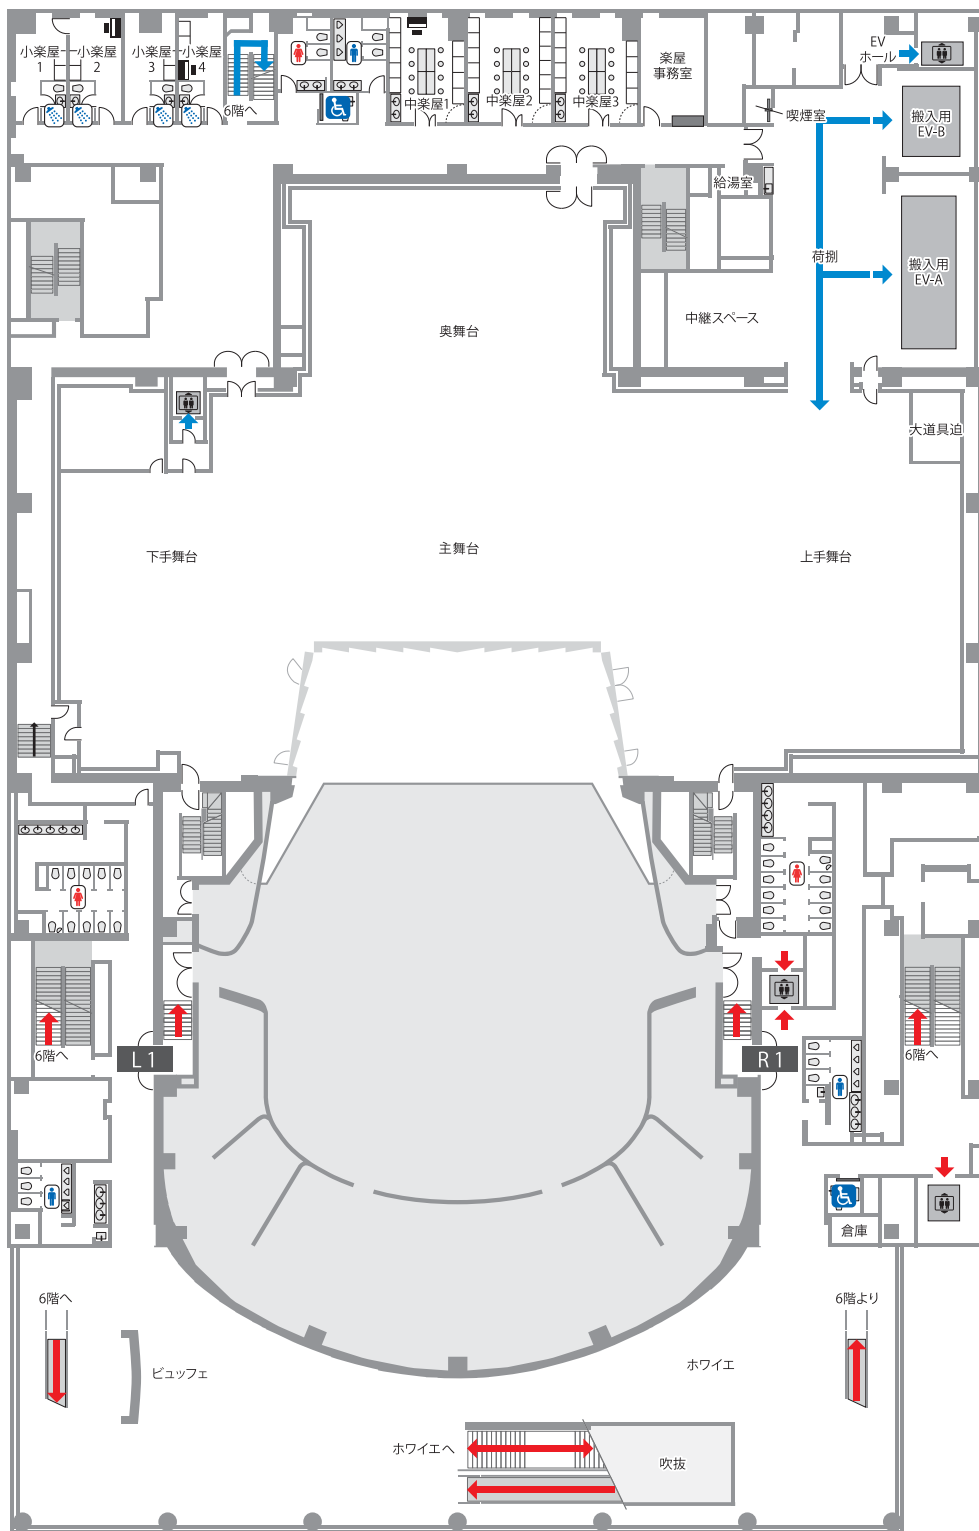 小楽屋
1
小楽屋
2
小楽屋
3
小楽屋
4
6階へ
中楽屋1
中楽屋2
中楽屋3
楽屋
事務室
EV
ホール
喫煙室
搬入用
EV-B
給湯室
荷捌
搬入用
EV-A
中継スペース
奥舞台
大道具迫
下手舞台
主舞台
上手舞台
6階へ
L 1
R 1
6階へ
倉庫
6階へ
6階より
ビュッフェ
ホワイエ
ホワイエへ
吹抜